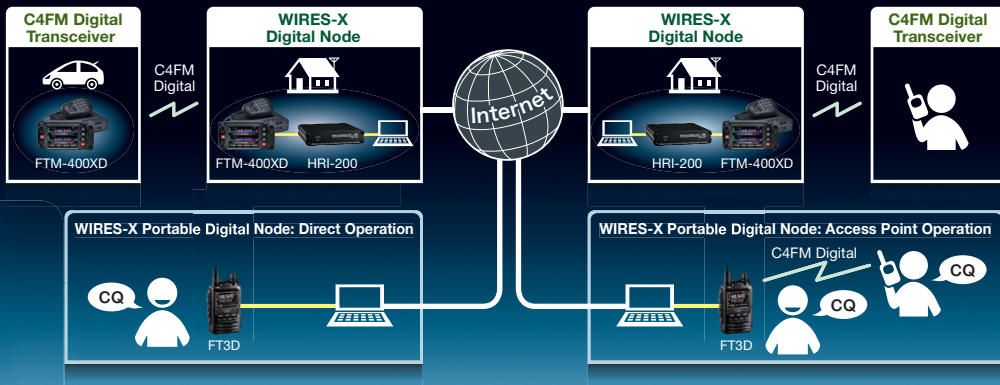 C4FM Digital
Transceiver
C4FM
Digital
FTM-400XD
WIRES-X
Digital Node
FTM-400XD
HRI-200
Internet
WIRES-X
Digital Node
HRI-200
FTM-400XD
C4FM
Digital
C4FM Digital
Transceiver
WIRES-X Portable Digital Node: Direct Operation
CQ
FT3D
WIRES-X Portable Digital Node: Access Point Operation
C4FM Digital
CQ
CQ
FT3D